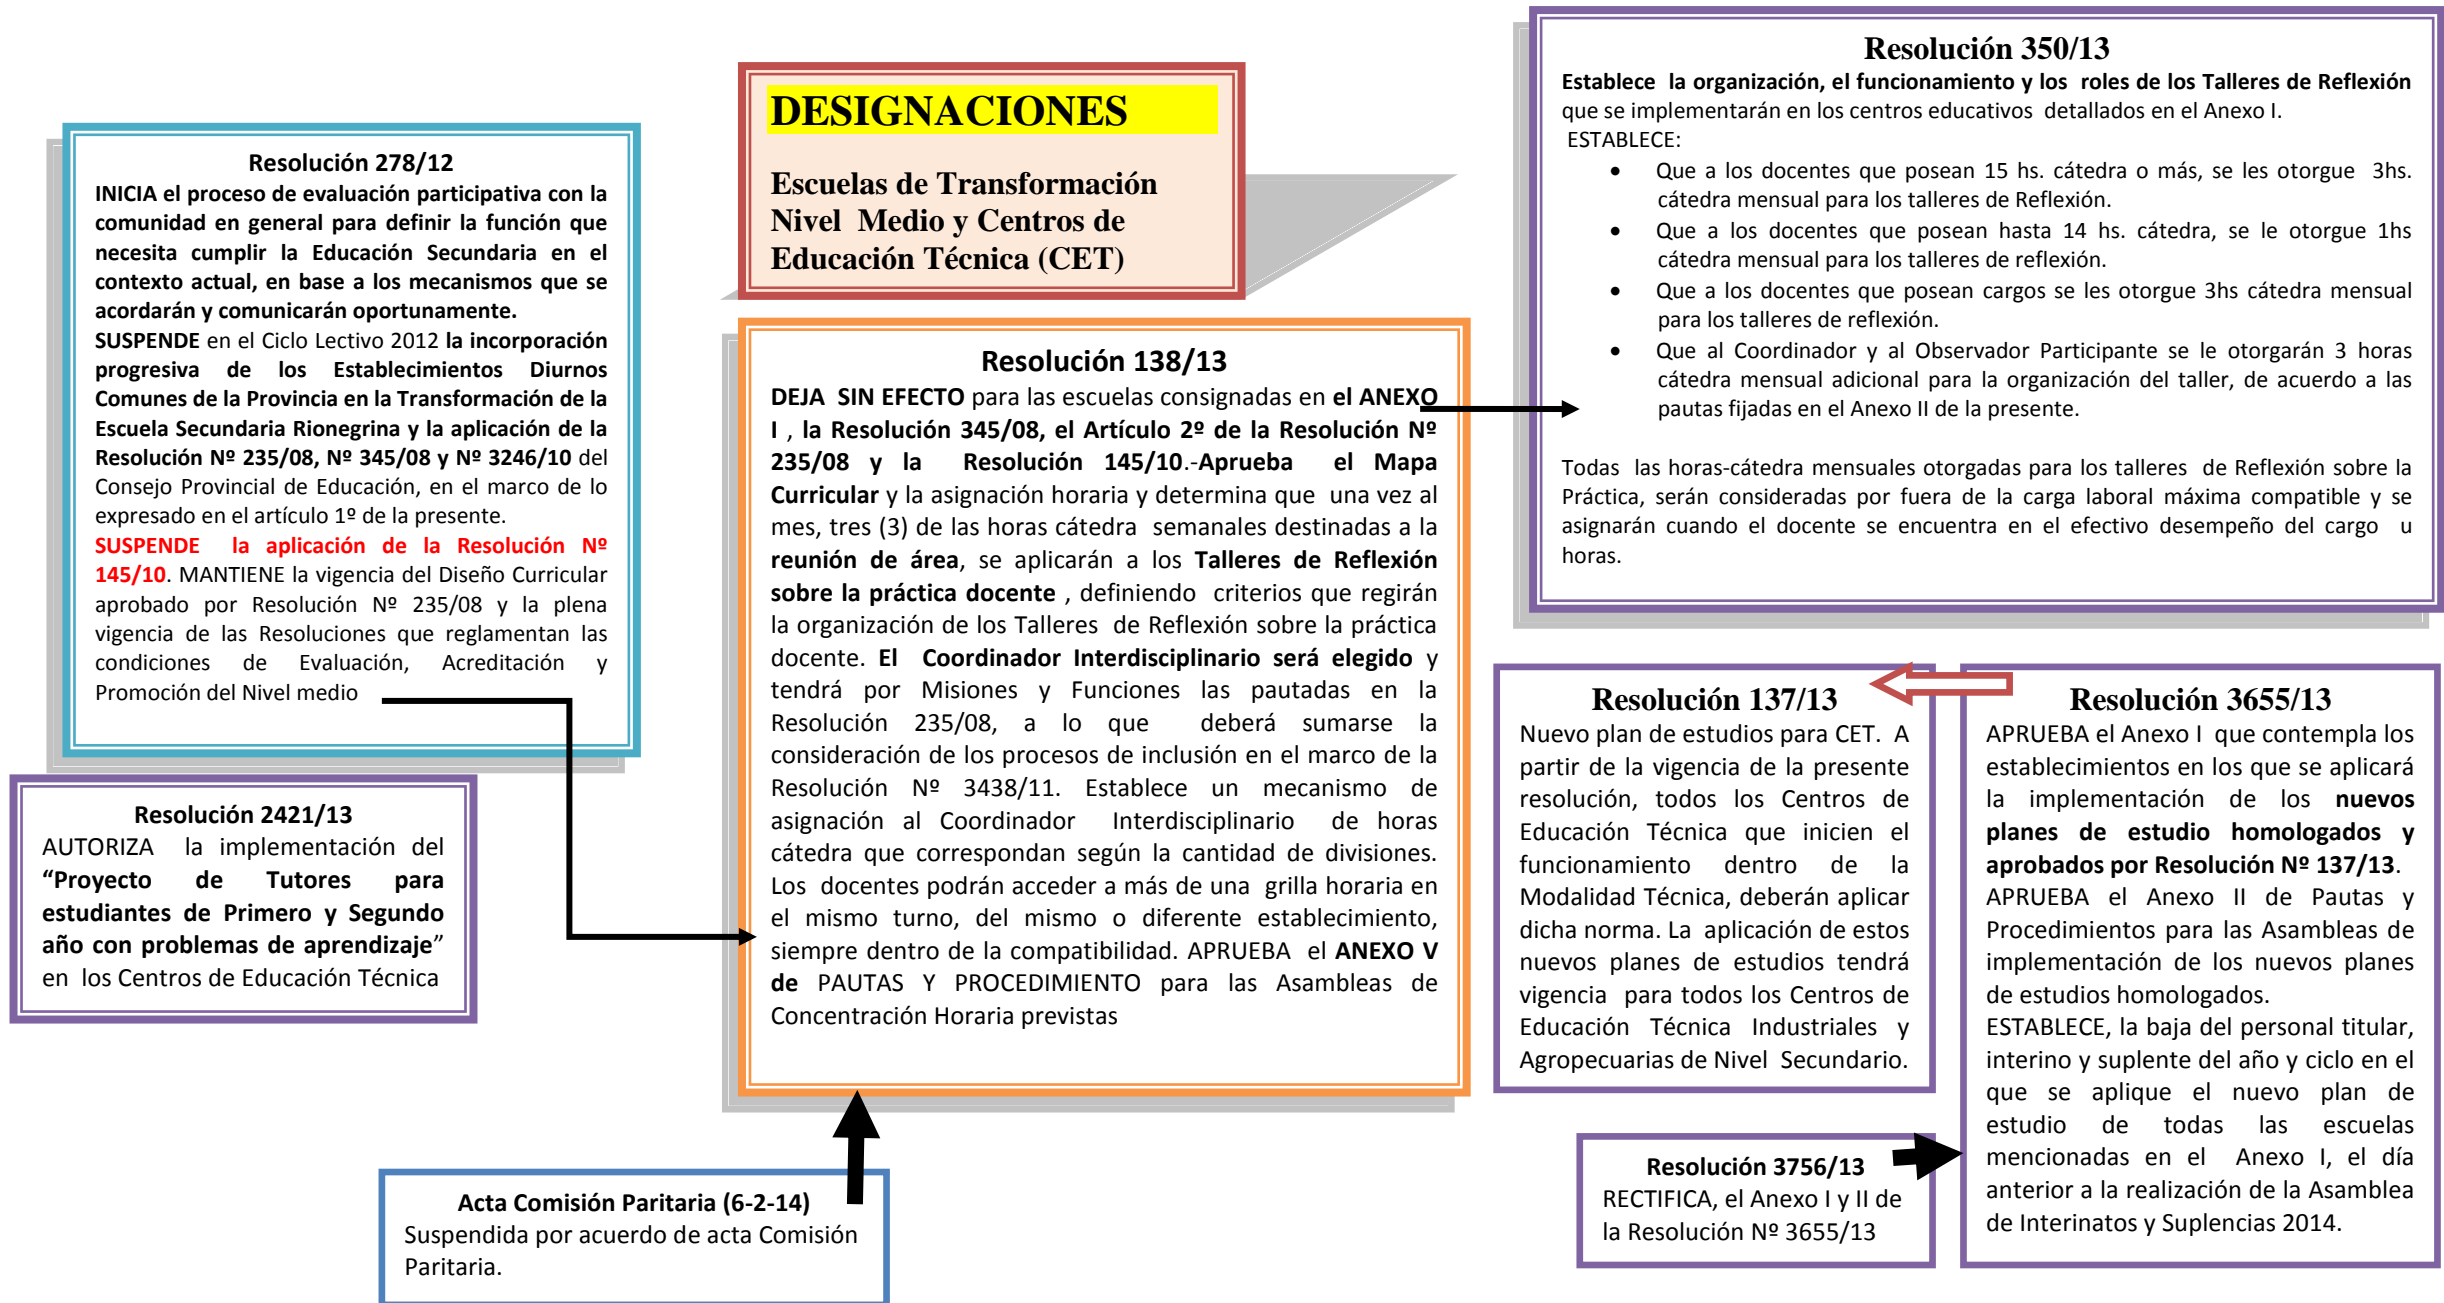 DESIGNACIONES
Escuelas de Transformación
Nivel Medio y Centros de
Educación Técnica (CET)
Resolución 278/12
INICIA el proceso de evaluación participativa con la
comunidad en general para definir la función que
necesita cumplir la Educación Secundaria en el
contexto actual, en base a los mecanismos que se
acordarán y comunicarán oportunamente.
SUSPENDE en el Ciclo Lectivo 2012 la incorporación
progresiva de los Establecimientos Diurnos
Comunes de la Provincia en la Transformación de la
Escuela Secundaria Rionegrina y la aplicación de la
Resolución Nº 235/08, Nº 345/08 y Nº 3246/10 del
Consejo Provincial de Educación, en el marco de lo
expresado en el artículo 1º de la presente.
SUSPENDE la aplicación de la Resolución Nº
145/10. MANTIENE la vigencia del Diseño Curricular
aprobado por Resolución Nº 235/08 y la plena
vigencia de las Resoluciones que reglamentan las
condiciones de Evaluación, Acreditación y
Promoción del Nivel medio
Resolución 2421/13
AUTORIZA la implementación del
“Proyecto de Tutores para
estudiantes de Primero y Segundo
año con problemas de aprendizaje”
en los Centros de Educación Técnica
Resolución 138/13
DEJA SIN EFECTO para las escuelas consignadas en el ANEXO
I , la Resolución 345/08, el Artículo 2º de la Resolución Nº
235/08 y la Resolución 145/10.-Aprueba el Mapa
Curricular y la asignación horaria y determina que una vez al
mes, tres (3) de las horas cátedra semanales destinadas a la
reunión de área, se aplicarán a los Talleres de Reflexión
sobre la práctica docente , definiendo criterios que regirán
la organización de los Talleres de Reflexión sobre la práctica
docente. El Coordinador Interdisciplinario será elegido y
tendrá por Misiones y Funciones las pautadas en la
Resolución 235/08, a lo que deberá sumarse la
consideración de los procesos de inclusión en el marco de la
Resolución Nº 3438/11. Establece un mecanismo de
asignación al Coordinador Interdisciplinario de horas
cátedra que correspondan según la cantidad de divisiones.
Los docentes podrán acceder a más de una grilla horaria en
el mismo turno, del mismo o diferente establecimiento,
siempre dentro de la compatibilidad. APRUEBA el ANEXO V
de PAUTAS Y PROCEDIMIENTO para las Asambleas de
Concentración Horaria previstas
Acta Comisión Paritaria (6-2-14)
Suspendida por acuerdo de acta Comisión
Paritaria.
Resolución 350/13
Establece la organización, el funcionamiento y los roles de los Talleres de Reflexión
que se implementarán en los centros educativos detallados en el Anexo I.
ESTABLECE:
• Que a los docentes que posean 15 hs. cátedra o más, se les otorgue 3hs.
cátedra mensual para los talleres de Reflexión.
• Que a los docentes que posean hasta 14 hs. cátedra, se le otorgue 1hs
cátedra mensual para los talleres de reflexión.
• Que a los docentes que posean cargos se les otorgue 3hs cátedra mensual
para los talleres de reflexión.
• Que al Coordinador y al Observador Participante se le otorgarán 3 horas
cátedra mensual adicional para la organización del taller, de acuerdo a las
pautas fijadas en el Anexo II de la presente.
Todas las horas-cátedra mensuales otorgadas para los talleres de Reflexión sobre la
Práctica, serán consideradas por fuera de la carga laboral máxima compatible y se
asignarán cuando el docente se encuentra en el efectivo desempeño del cargo u
horas.
Resolución 137/13
Nuevo plan de estudios para CET. A
partir de la vigencia de la presente
resolución, todos los Centros de
Educación Técnica que inicien el
funcionamiento dentro de la
Modalidad Técnica, deberán aplicar
dicha norma. La aplicación de estos
nuevos planes de estudios tendrá
vigencia para todos los Centros de
Educación Técnica Industriales y
Agropecuarias de Nivel Secundario.
Resolución 3655/13
APRUEBA el Anexo I que contempla los
establecimientos en los que se aplicará
la implementación de los nuevos
planes de estudio homologados y
aprobados por Resolución Nº 137/13.
APRUEBA el Anexo II de Pautas y
Procedimientos para las Asambleas de
implementación de los nuevos planes
de estudios homologados.
ESTABLECE, la baja del personal titular,
interino y suplente del año y ciclo en el
que se aplique el nuevo plan de
estudio de todas las escuelas
mencionadas en el Anexo I, el día
anterior a la realización de la Asamblea
de Interinatos y Suplencias 2014.
Resolución 3756/13
RECTIFICA, el Anexo I y II de
la Resolución Nº 3655/13